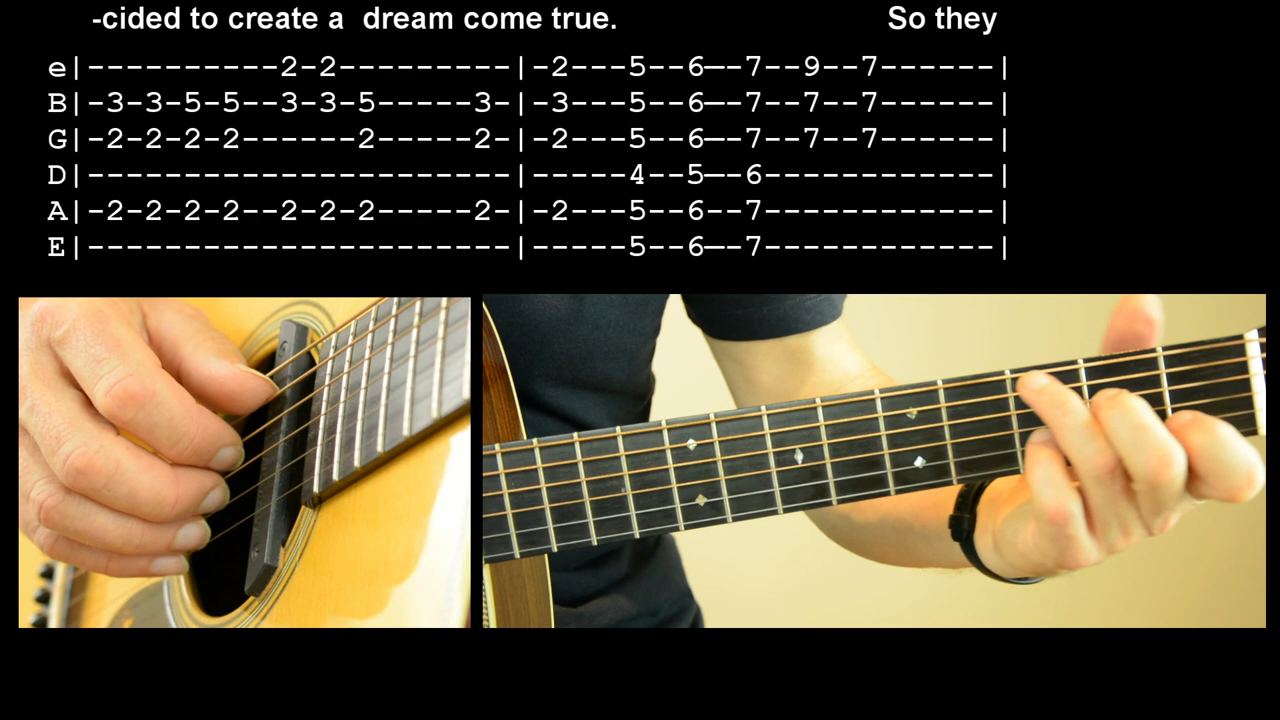 -cided to create a dream come true. So they
e|----------2-2---------|-2---5--6—-7--9--7------|
B|-3-3-5-5--3-3-5-----3-|-3---5--6—-7--7--7------|
G|-2-2-2-2------2-----2-|-2---5--6—-7--7--7------|
D|----------------------|-----4--5—-6------------|
A|-2-2-2-2--2-2-2-----2-|-2---5--6—-7------------|
E|----------------------|-----5--6—-7------------|